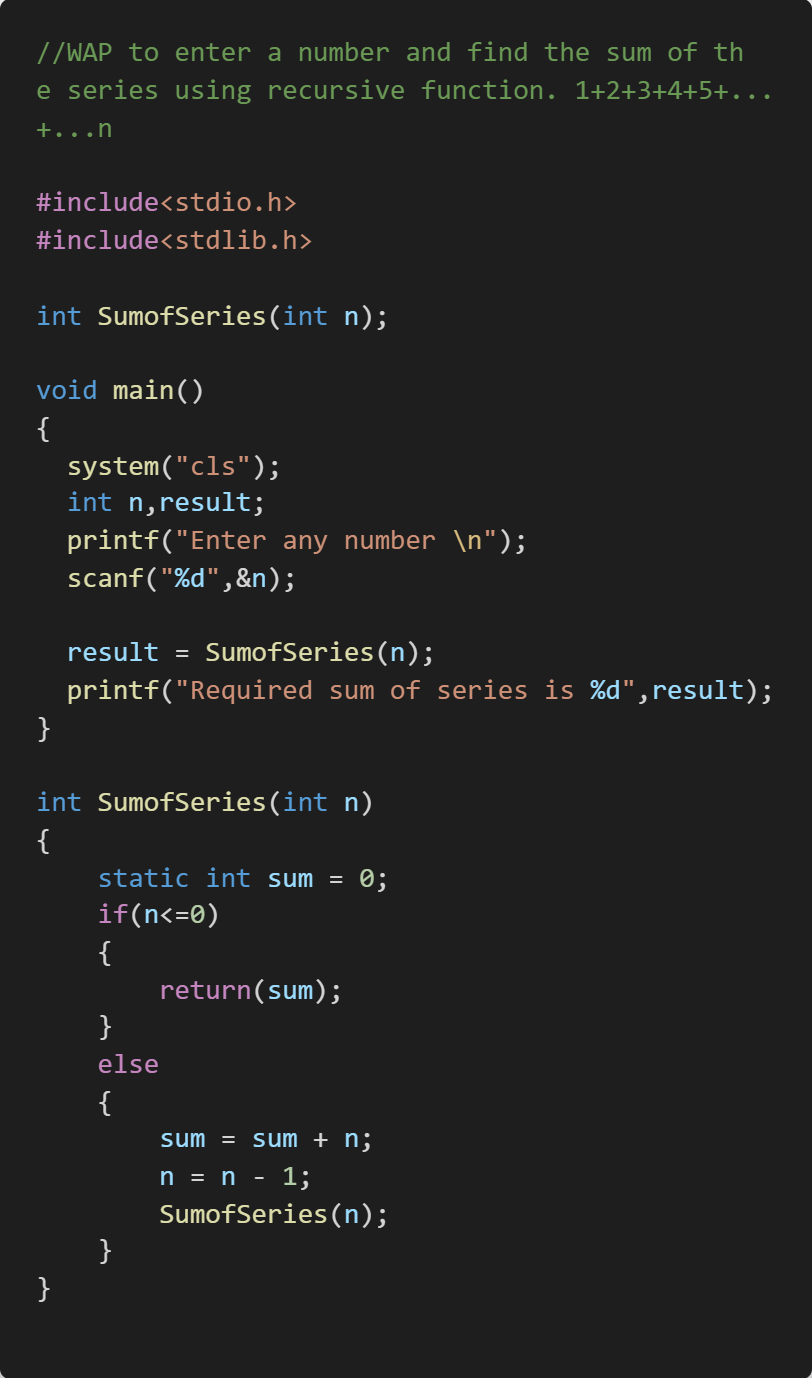 //WAP to enter a number and find the sum of th
e series using recursive function. 1+2+3+4+5+...
+...n

#include<stdio.h>
#include<stdlib.h>

int SumofSeries(int n);

void main()
{
  system("cls");
  int n,result;
  printf("Enter any number \n");
  scanf("%d",&n);

  result = SumofSeries(n);
  printf("Required sum of series is %d",result);
}

int SumofSeries(int n)
{
    static int sum = 0;
    if(n<=0)
    {
        return(sum);
    }
    else
    {
        sum = sum + n;
        n = n - 1;
        SumofSeries(n);
    }
}